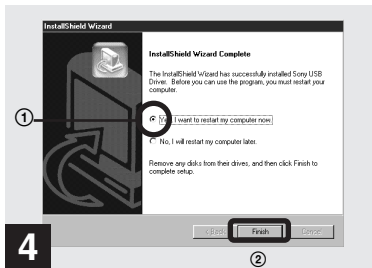 InstallShield Wizard
InstallShield Wizard Complete
The InstallShield Wizard has successfully installed Sony USB
Driver. Before you can use the program, you must restart your
computer.
①
Yes, I want to restart my computer now.
No, I will restart my computer later.
Remove any disks from their drives, and then click Finish to
complete setup.
< Back Finish Cancel
4
②